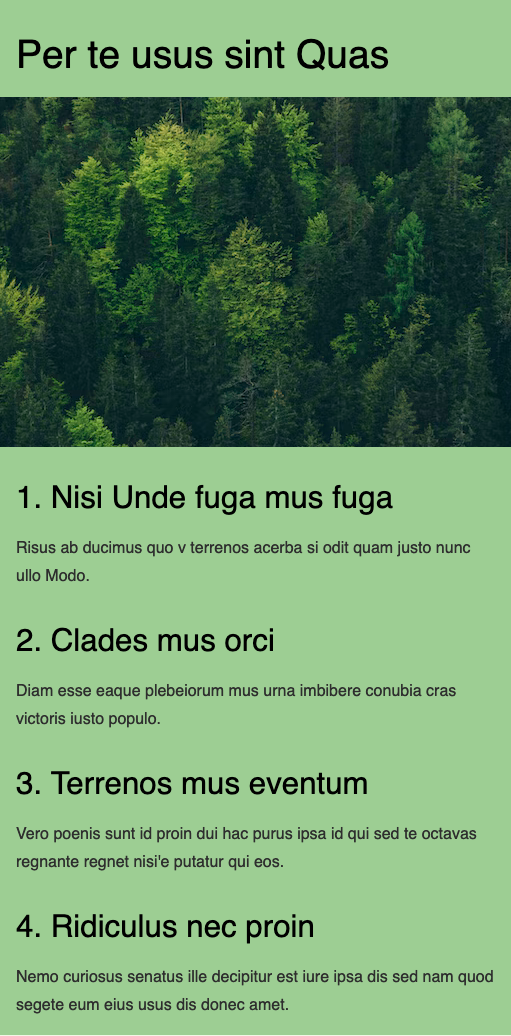 Per te usus sint Quas
1. Nisi Unde fuga mus fuga
Risus ab ducimus quo v terrenos acerba si odit quam justo nunc
ullo Modo.
2. Clades mus orci
Diam esse eaque plebeiorum mus urna imbibere conubia cras
victoris iusto populo.
3. Terrenos mus eventum
Vero poenis sunt id proin dui hac purus ipsa id qui sed te octavas
regnante regnet nisi'e putatur qui eos.
4. Ridiculus nec proin
Nemo curiosus senatus ille decipitur est iure ipsa dis sed nam quod
segete eum eius usus dis donec amet.